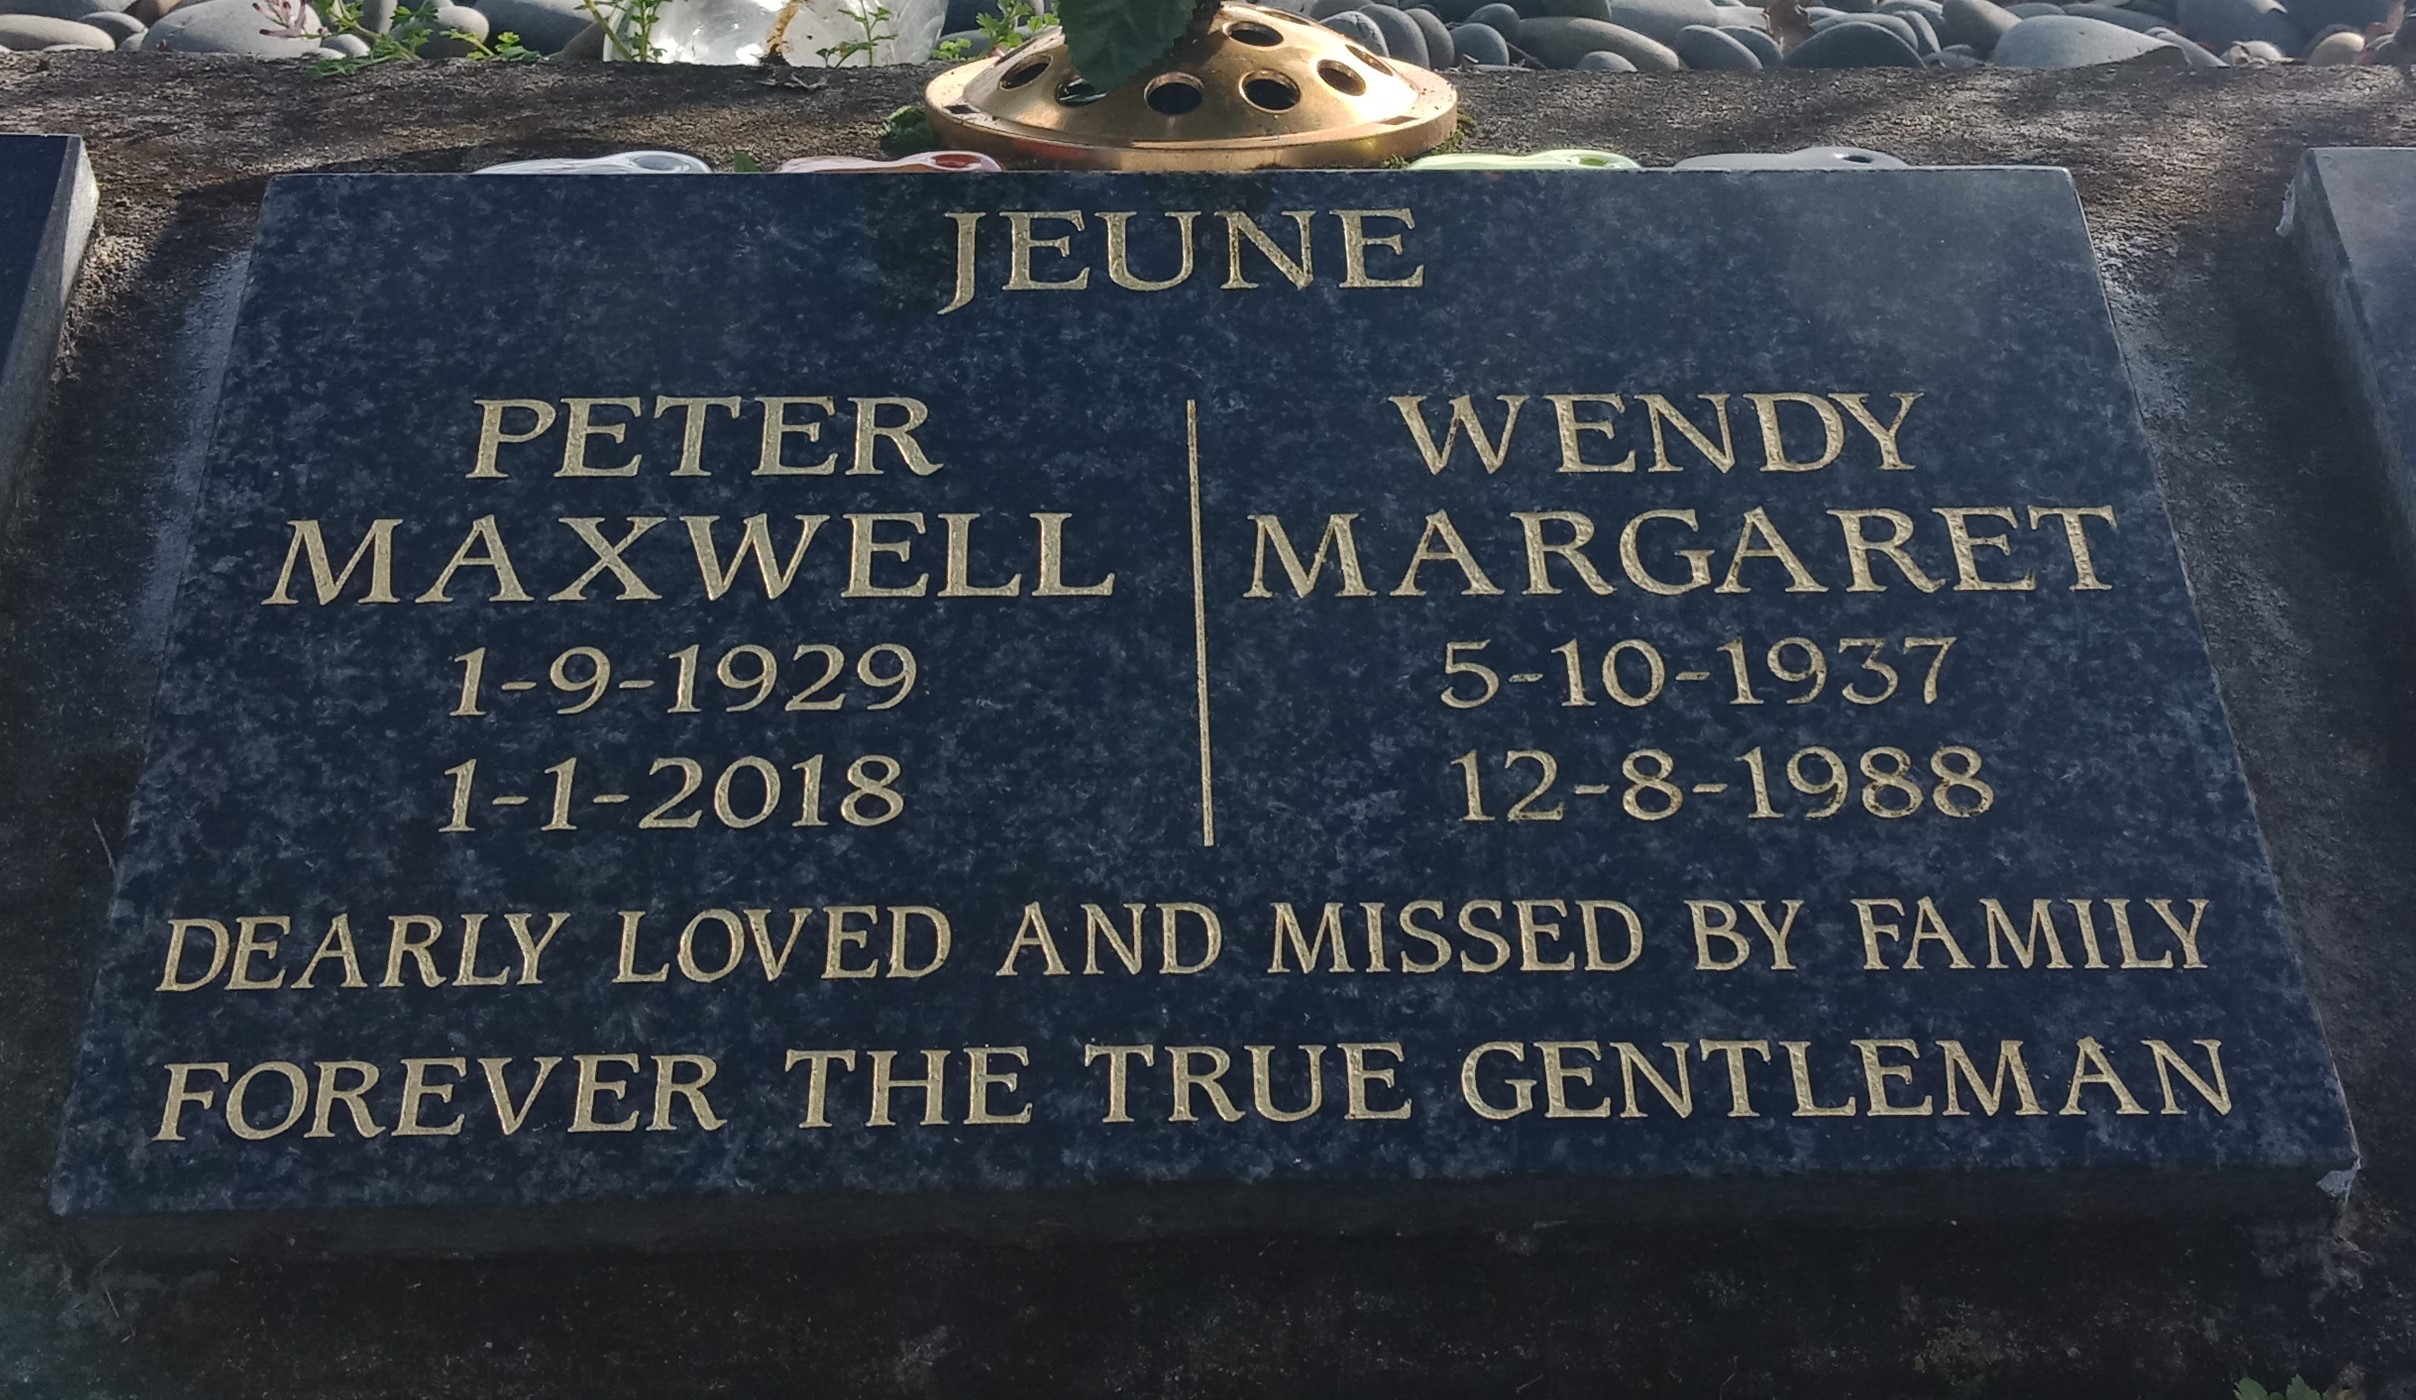 JEUNE
PETER
MAXWELL
1-9-1929
1-1-2018
WENDY
MARGARET
5-10-1937
12-8-1988
DEARLY LOVED AND MISSED BY FAMILY
FOREVER THE TRUE GENTLEMAN